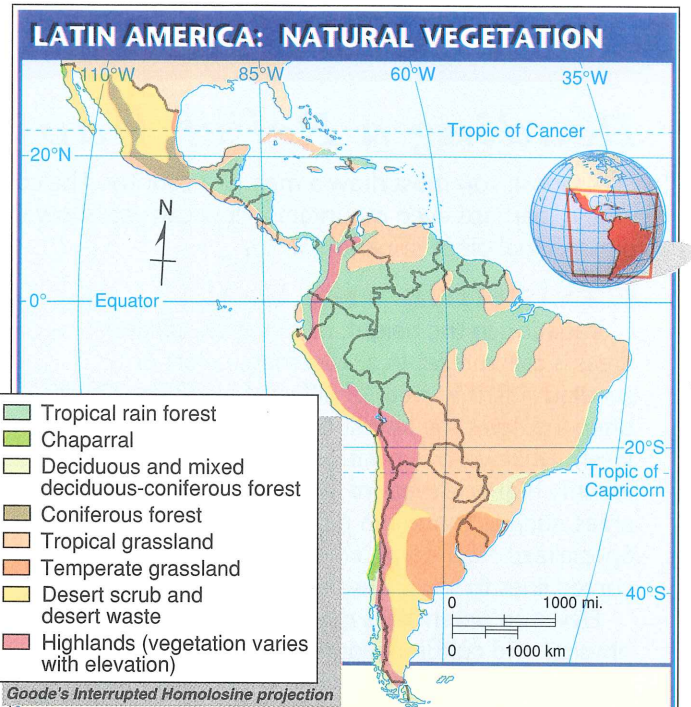 LATIN AMERICA: NATURAL VEGETATION
110°W
85°W
60°W
35°W
Tropic of Cancer
20°N
N
0°
Equator
20°S
Tropic of
Capricorn
40°S
0
1000 mi.
0
1000 km
Tropical rain forest
Chaparral
Deciduous and mixed
deciduous-coniferous forest
Coniferous forest
Tropical grassland
Temperate grassland
Desert scrub and
desert waste
Highlands (vegetation varies
with elevation)
Goode's Interrupted Homolosine projection